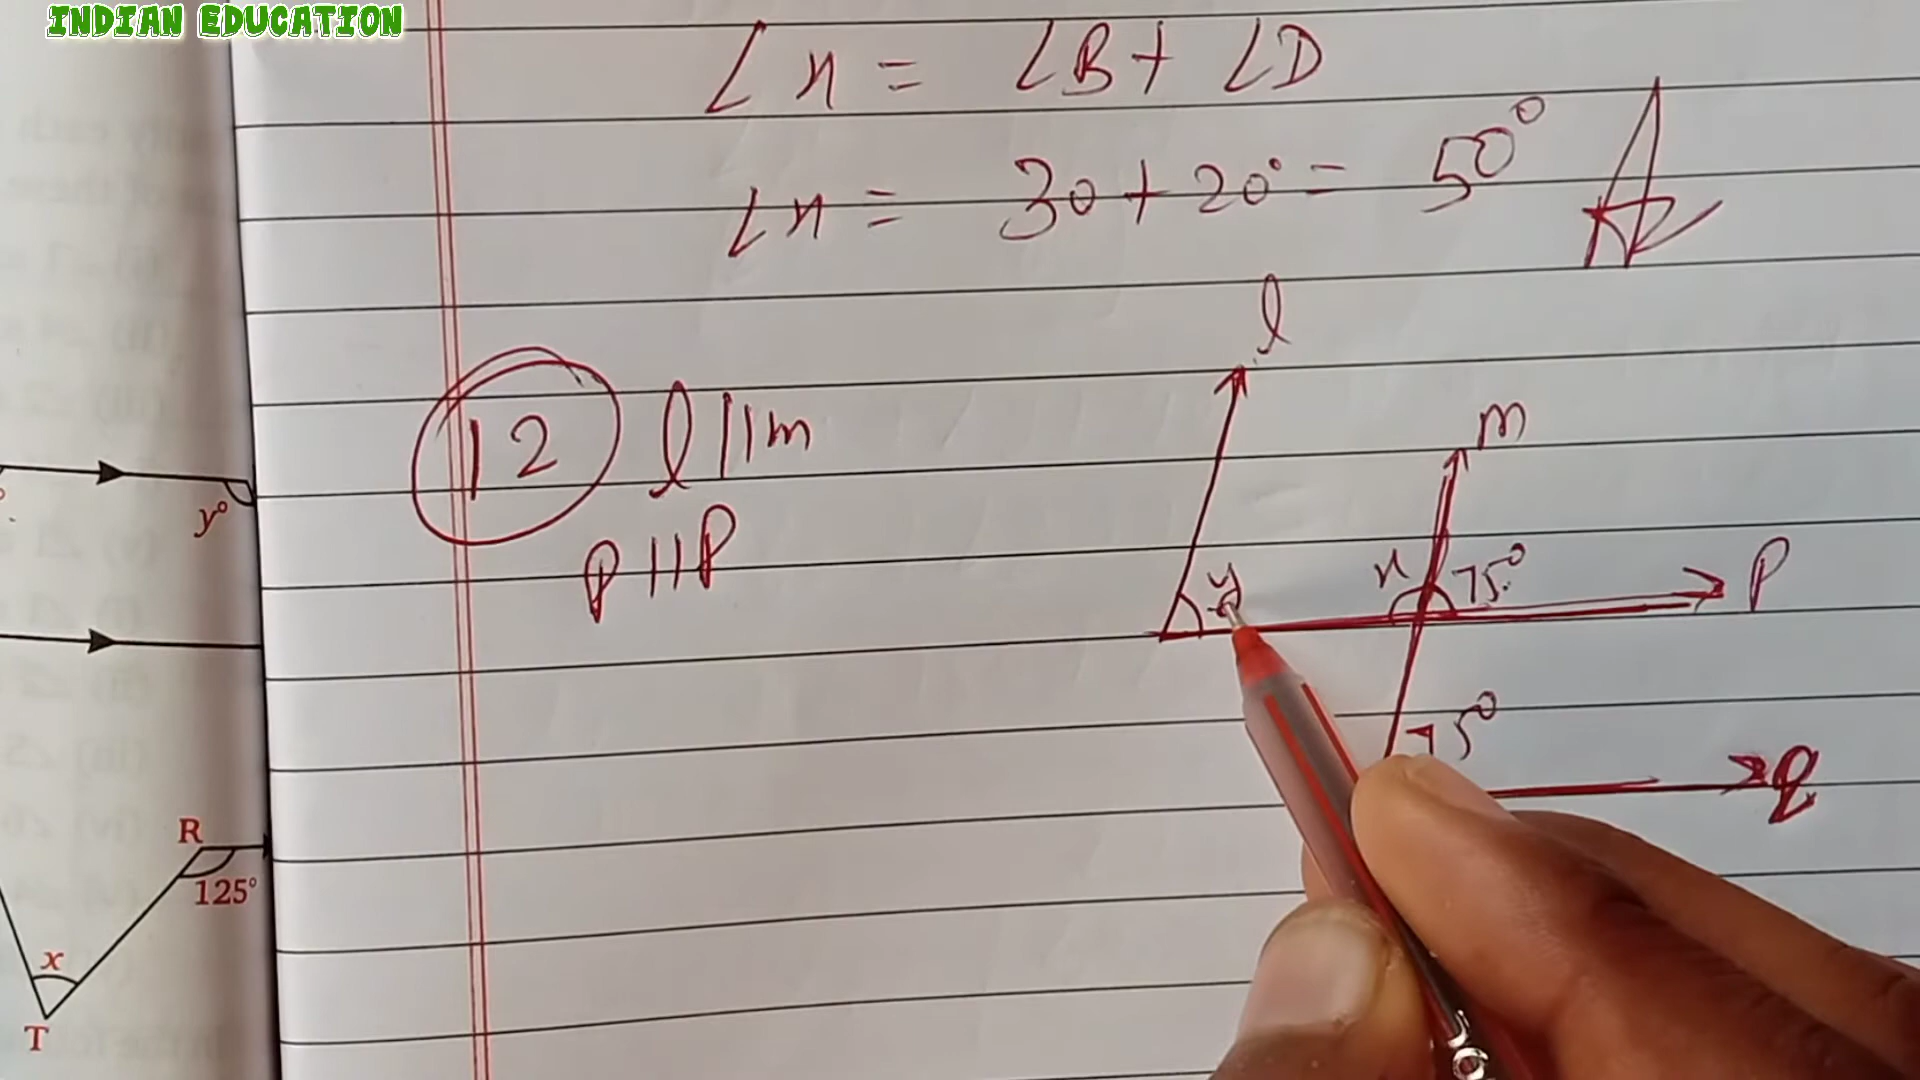 INDIAN EDUCATION
∠x = ∠B + ∠D
∠x = 30 + 20° = 50°
12 l || m
P || P
l
m
y x 75° P
75°
q
y°
R
125°
x
T